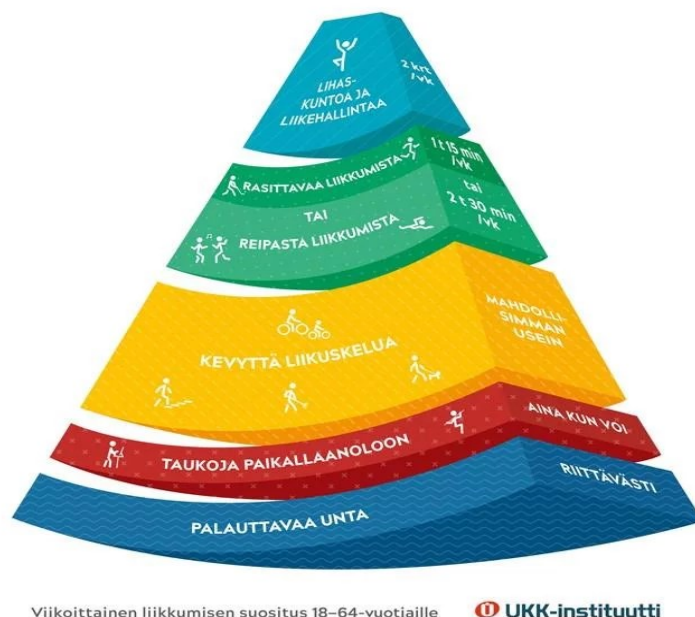 LIHAS-
KUNTOA JA
LIIKEHALLINTAA
2 krt
/vk
RASITTAVAA LIIKKUMISTA
1 t 15 min
/vk
TAI
REIPASTA LIIKKUMISTA
tai
2 t 30 min
/vk
KEVYTTÄ LIIKUSKELUA
MAHDOLLI-
SIMMAN
USEIN
TAUKOJA PAIKALLAANOLOON
AINA KUN VOI
PALAUTTAVAA UNTA
RIITTÄVÄSTI
Viikoittainen liikkumisen suositus 18–64-vuotiaille
UKK-instituutti